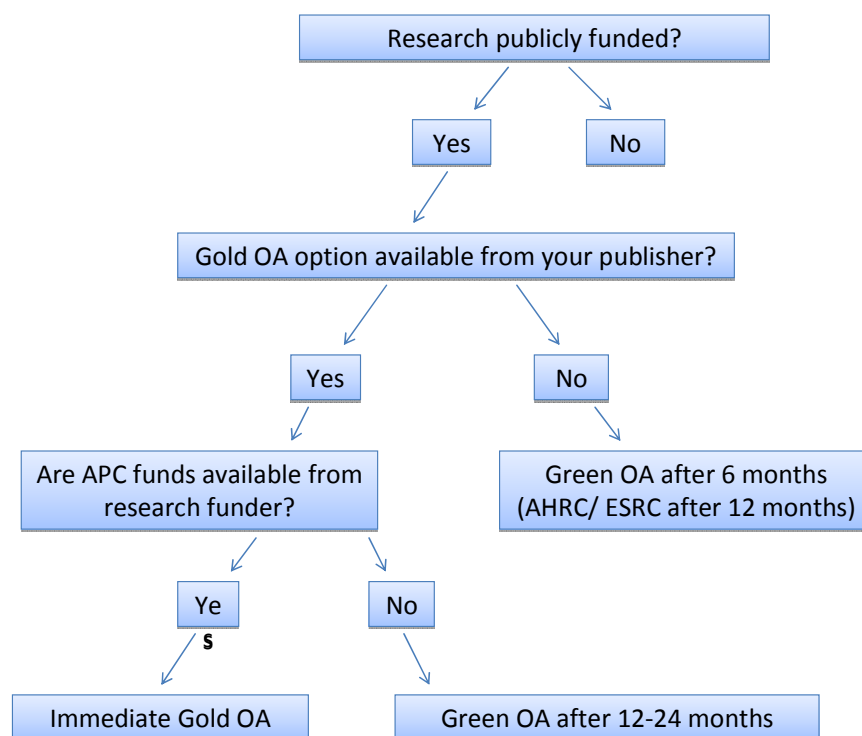 Research publicly funded?
Yes
No
Gold OA option available from your publisher?
Yes
No
Are APC funds available from
research funder?
Green OA after 6 months
(AHRC/ ESRC after 12 months)
Ye
s
No
Immediate Gold OA
Green OA after 12-24 months